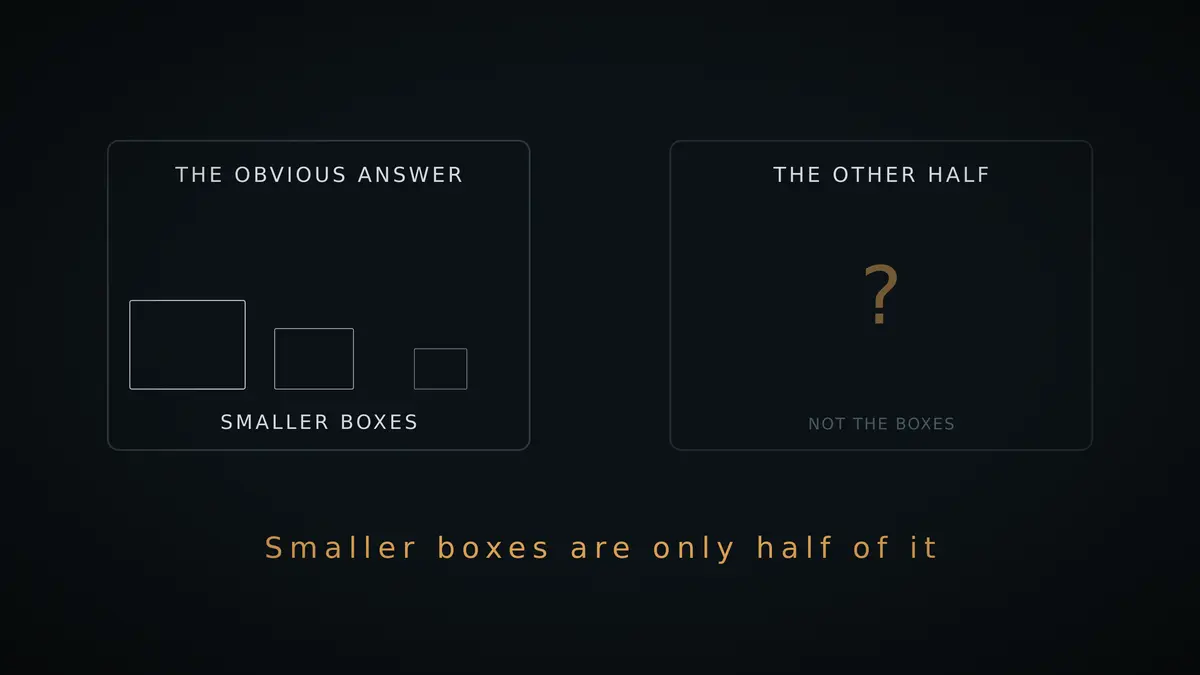 THE OBVIOUS ANSWER
SMALLER BOXES
THE OTHER HALF
?
NOT THE BOXES
Smaller boxes are only half of it